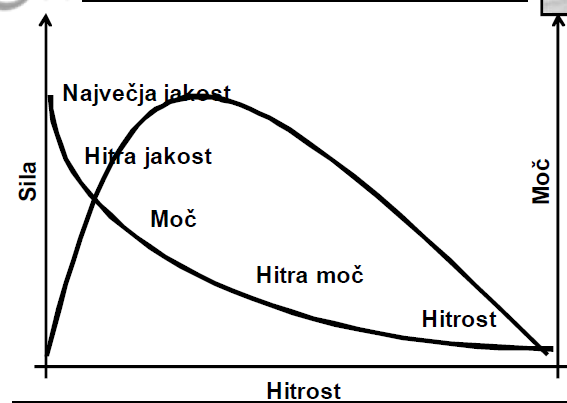 Največja jakost
Hitra jakost
Sila
Moč
Moč
Hitra moč
Hitrost
Hitrost